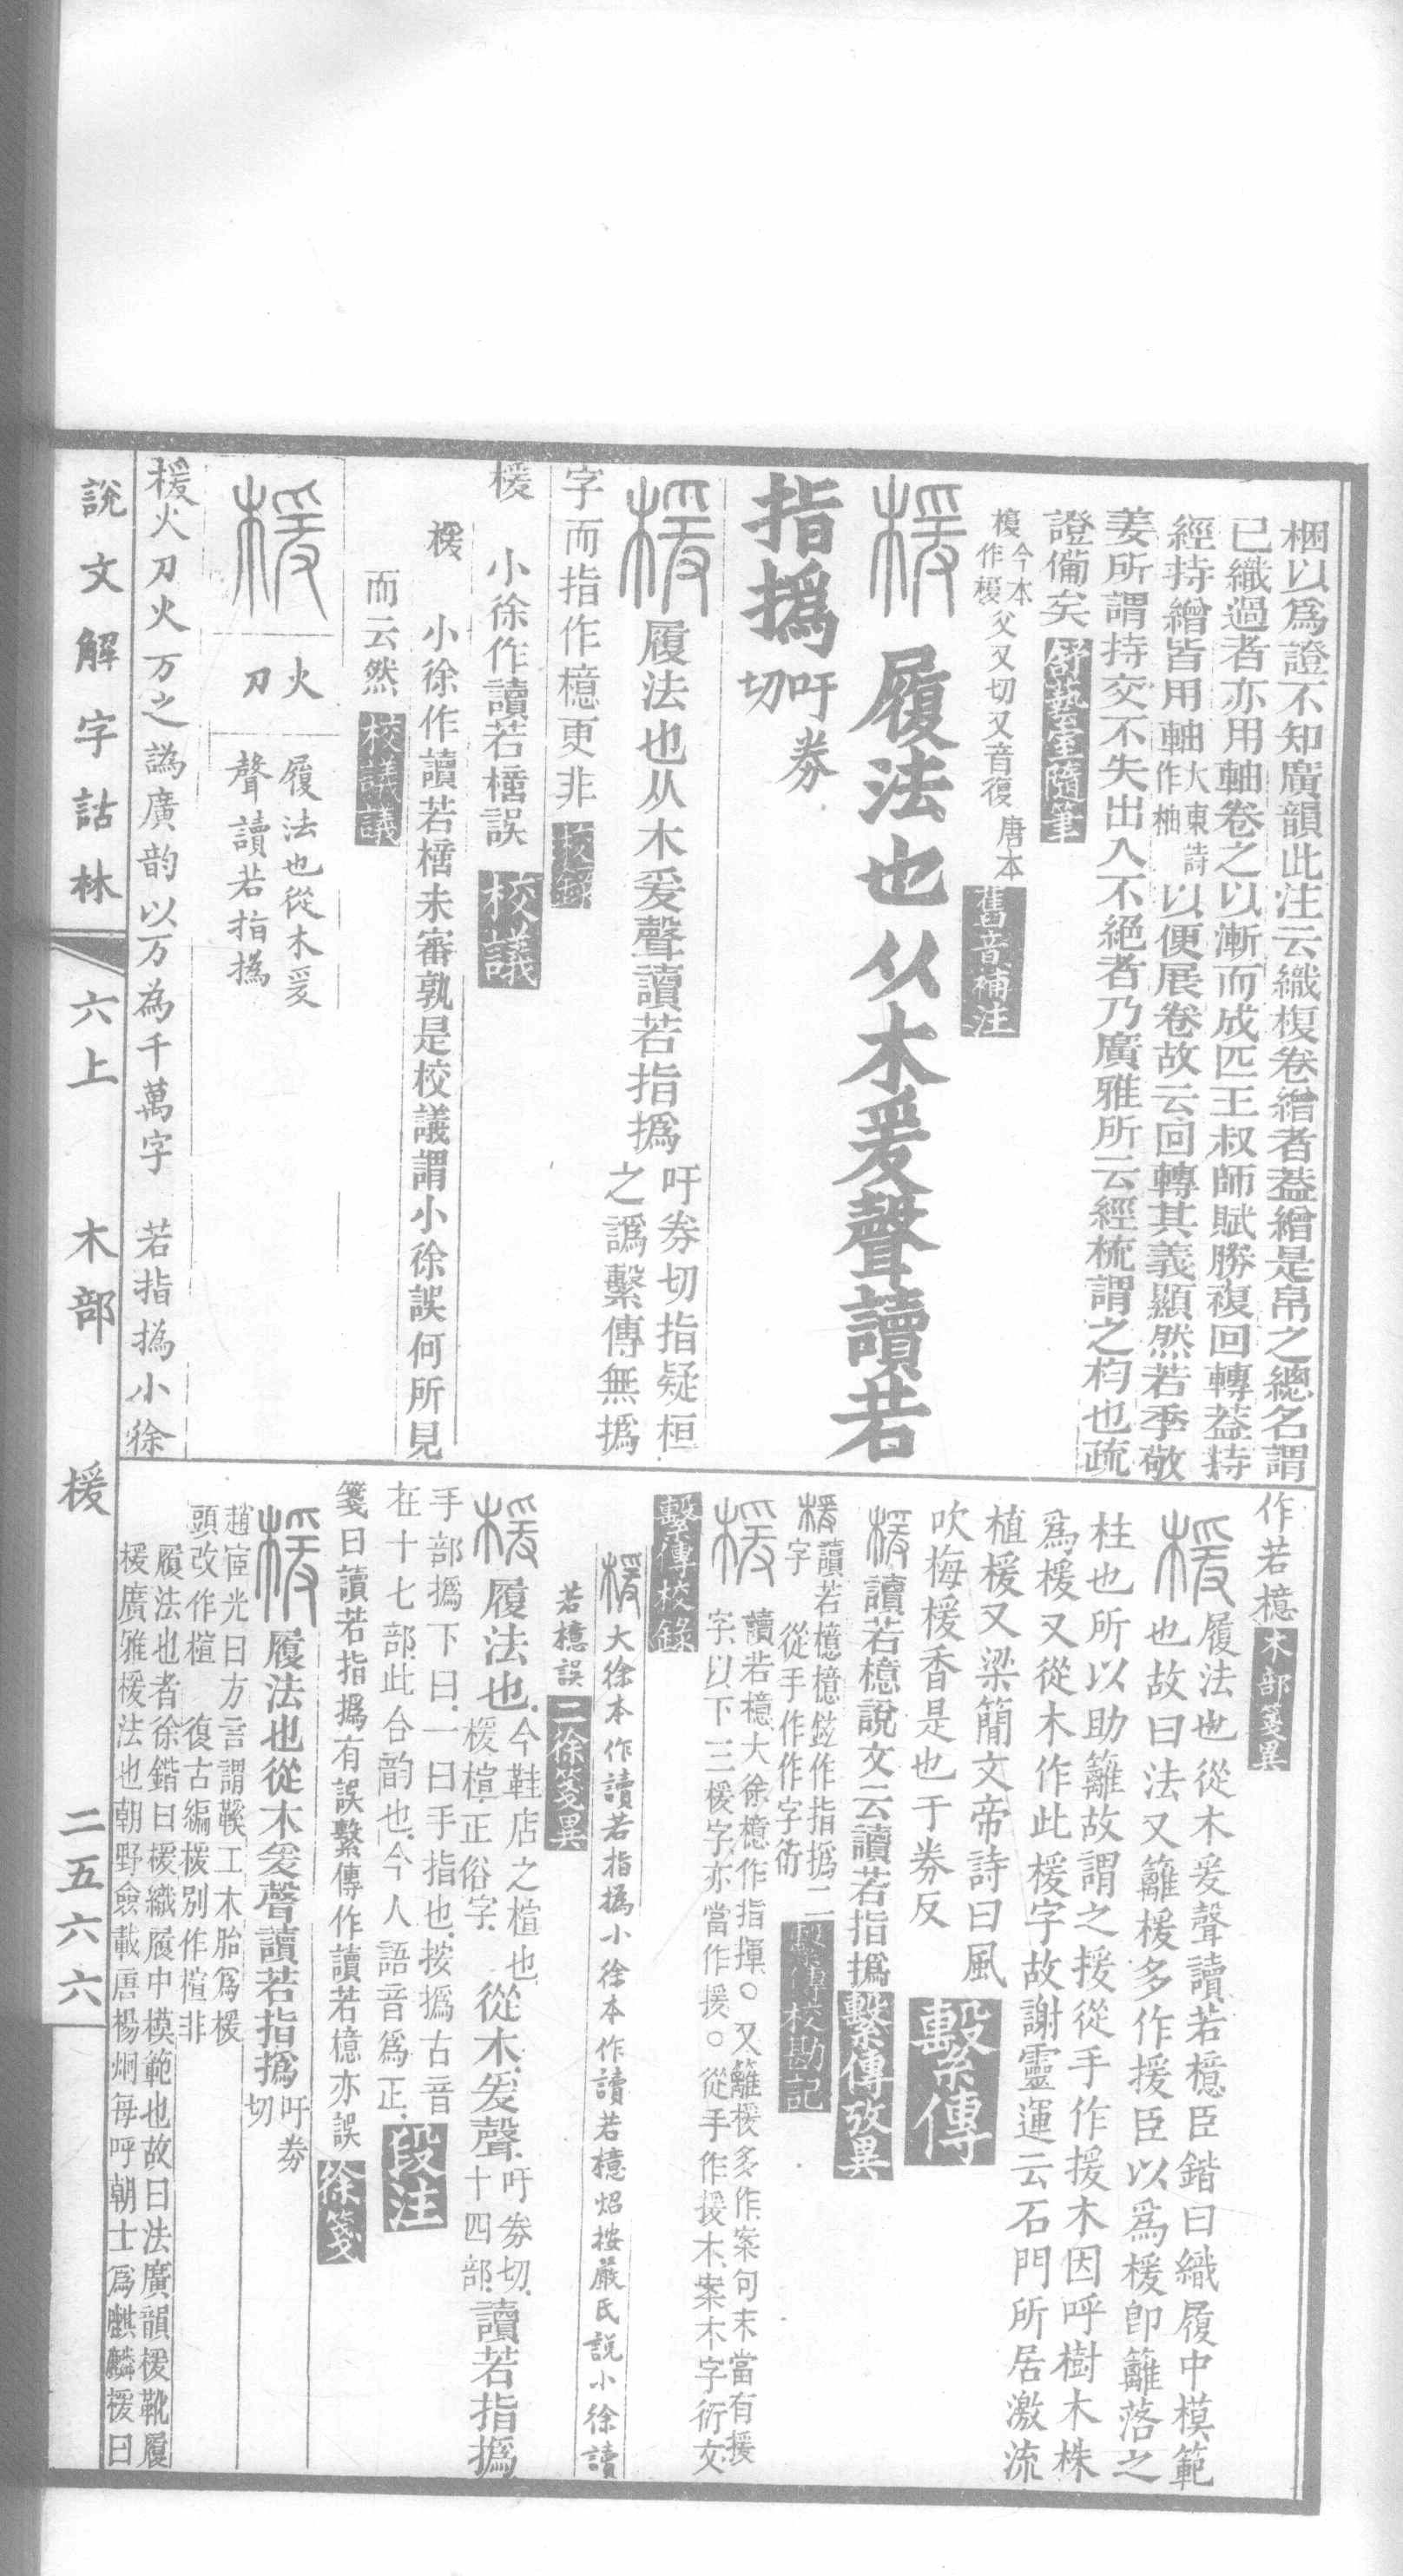 梱以爲證不知廣韻此注云織椱卷繒者葢繒是帛之總名謂
已織過者亦用軸卷之以漸而成匹王叔師賦勝複回轉葢持
經持繒皆用軸大東詩作柚以便展卷故云回轉其義顯然若季敬
姜所謂持交不失出入不絕者乃廣雅所云經梳謂之杓也疏
證備矣 舒蓺室隨筆
椱今本作榎父又切又音復唐本 舊音補注
楥 履法也从木爰聲讀若
指撝吁券切
楥 履法也从木爰聲讀若指撝吁券切指疑桓之譌繫傳無撝
字而指作檍更非 校錄
楥 小徐作讀若楿誤 校議
楥 小徐作讀若楿未審孰是校議謂小徐誤何所見
而云然 校議議
楥 火刀 履法也從木爰聲讀若指撝
楥火刀火万之譌廣韵以万為千萬字 若指撝小徐
作若檍 木部箋異
楥 履法也從木爰聲讀若檍臣鍇曰織履中模範
也故曰法又籬楥多作援臣以爲楥卽籬落之
柱也所以助籬故謂之援從手作援木因呼樹木株
爲楥又從木作此楥字故謝靈運云石門所居激流
植楥又梁簡文帝詩曰風
吹梅楥香是也于券反 繫傳
楥讀若檍說文云讀若指撝 繫傳攷異
楥字讀若檍檍鉉作指撝二從手作作字衍 繫傳校勘記
楥 讀若檍大徐檍作指揮。又籬楥多作案句末當有援
字以下三楥字亦當作援。從手作援木案木字衍文
繫傳校錄
楥大徐本作讀若指撝小徐本作讀若檍炤按嚴氏說小徐讀
若檍誤 二徐箋異
楥 履法也今鞋店之楦也楥楦正俗字從木爰聲吁券切十四部讀若指撝
手部撝下曰一曰手指也按撝古音
在十七部此合韵也今人語音爲正 段注
箋曰讀若指撝有誤繫傳作讀若檍亦誤 徐箋
楥 履法也從木爰聲讀若指撝吁券切
趙宧光曰方言謂鞵工木胎爲楥
頭改作楦 復古編楥別作楦非
履法也者徐鍇曰楥織履中模範也故曰法廣韻楥靴履
楥廣雅楥法也朝野僉載唐楊炯每呼朝士爲麒麟楥曰
說文解字詁林 六上 木部 楥 二五六六